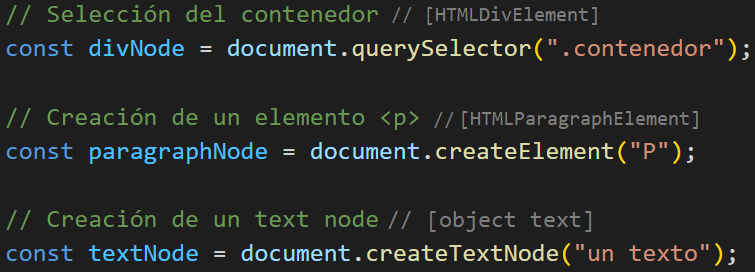 // Selección del contenedor // [HTMLDivElement]
const divNode = document.querySelector(".contenedor");
// Creación de un elemento <p> //[HTMLParagraphElement]
const paragraphNode = document.createElement("P");
// Creación de un text node // [object text]
const textNode = document.createTextNode("un texto");